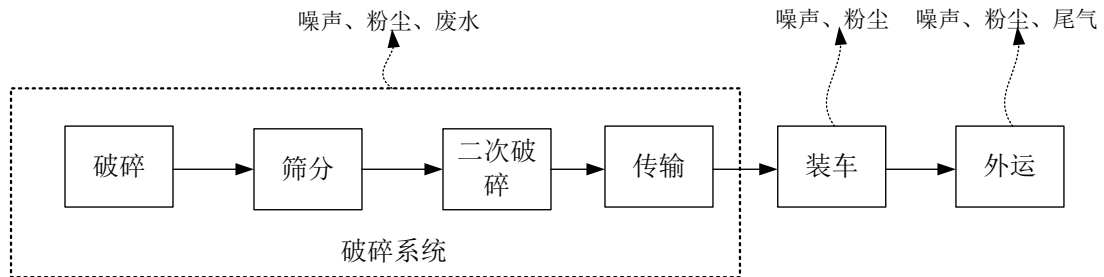 噪声、粉尘、废水
噪声、粉尘
噪声、粉尘、尾气
破碎
筛分
二次破
碎
传输
装车
外运
破碎系统